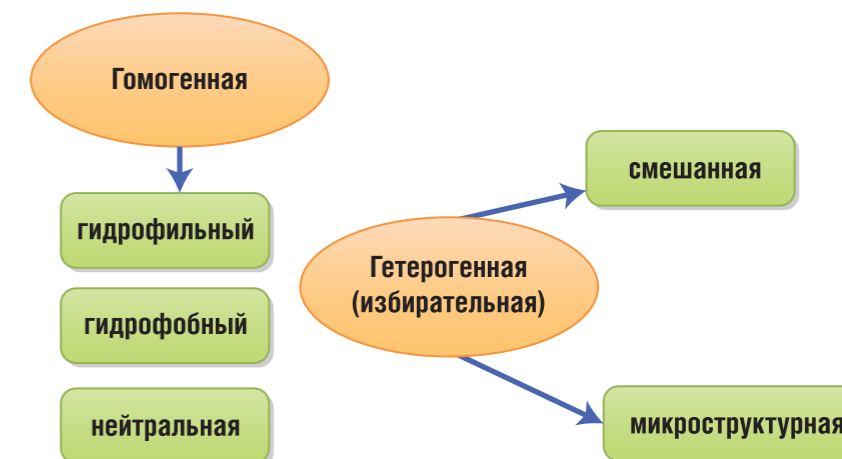 Гомогенная
гидрофильный
гидрофобный
нейтральная
Гетерогенная
(избирательная)
смешанная
микроструктурная